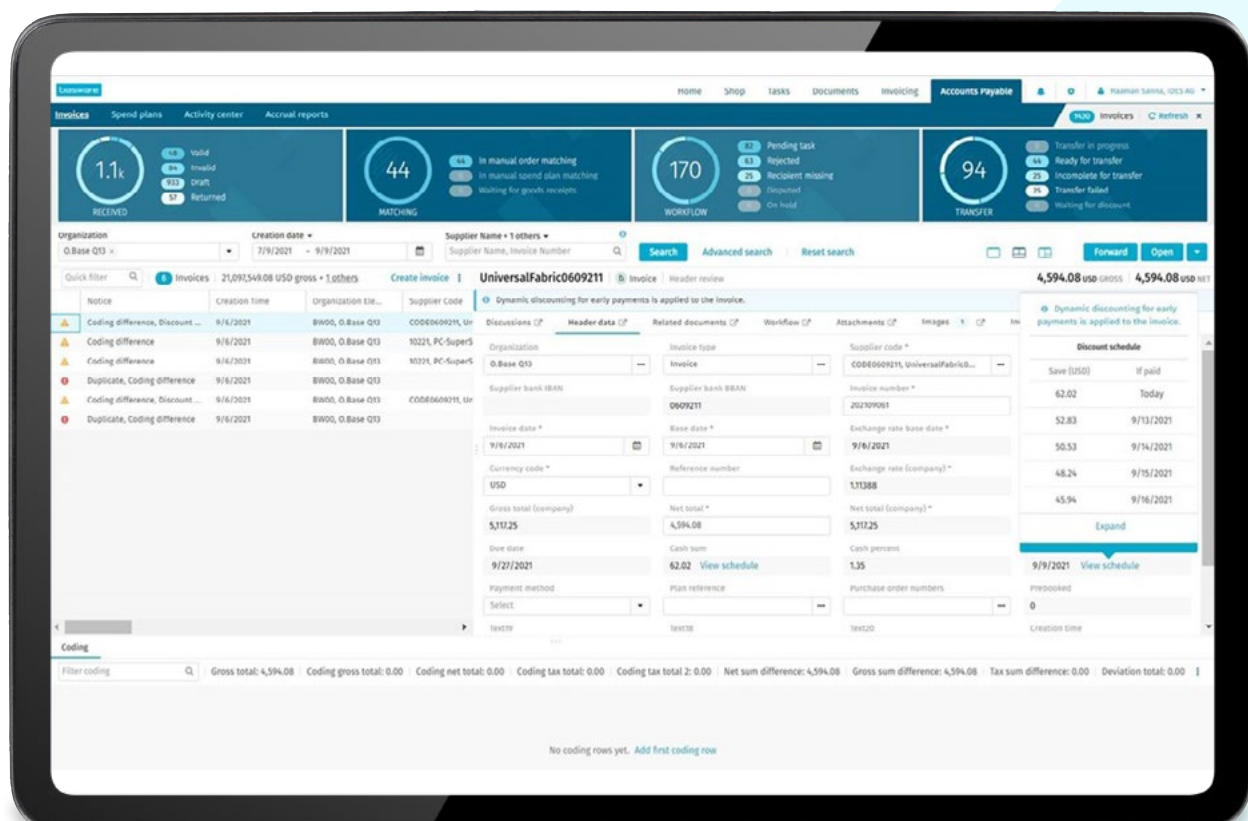 basware
Home Shop Tasks Documents Invoicing Accounts Payable
Invoices Spend plans Activity center Accrual reports Invoices Refresh ×
1.1k RECEIVED
48 Valid
84 Invalid
933 Draft
57 Returned
44 MATCHING
44 In manual order matching
0 In manual spend plan matching
0 Waiting for goods receipts
170 WORKFLOW
82 Pending task
63 Rejected
25 Recipient missing
0 Disputed
0 On hold
94 TRANSFER
0 Transfer in progress
44 Ready for transfer
25 Incomplete for transfer
25 Transfer failed
0 Waiting for discount
Organization Creation date Supplier Name + 1 others
O.Base Q13 × 7/9/2021 - 9/9/2021 Supplier Name, Invoice Number Search Advanced search Reset search Forward Open
Quick filter 6 Invoices 21,097,549.08 USD gross + 1 others Create invoice
Notice Creation time Organization Ele... Supplier Code
Coding difference, Discount ... 9/6/2021 BW00, O.Base Q13 CODE0609211, Un
Coding difference 9/6/2021 BW00, O.Base Q13 10221, PC-SuperS
Coding difference 9/6/2021 BW00, O.Base Q13 10221, PC-SuperS
Duplicate, Coding difference 9/6/2021 BW00, O.Base Q13
Coding difference, Discount ... 9/6/2021 BW00, O.Base Q13 CODE0609211, Un
Duplicate, Coding difference 9/6/2021 BW00, O.Base Q13
UniversalFabric0609211 Invoice Header review 4,594.08 USD GROSS 4,594.08 USD NET
Dynamic discounting for early payments is applied to the invoice.
Discussions Header data Related documents Workflow Attachments Images 1
Organization Invoice type Supplier code *
O.Base Q13 Invoice CODE0609211, UniversalFabric0...
Supplier bank IBAN Supplier bank BBAN Invoice number *
0609211 202109061
Invoice date * Base date * Exchange rate base date *
9/6/2021 9/6/2021 9/6/2021
Currency code * Reference number Exchange rate (company) *
USD 1.11388
Gross total (company) Net total * Net total (company) *
5,117.25 4,594.08 5,117.25
Due date Cash sum Cash percent
9/27/2021 62.02 View schedule 1.35 9/9/2021 View schedule
Payment method Plan reference Purchase order numbers Prebooked
Select 0
Text19 Text18 Text20 Creation time
Dynamic discounting for early
payments is applied to the invoice.
Discount schedule
Save (USD) If paid
62.02 Today
52.83 9/13/2021
50.53 9/14/2021
48.24 9/15/2021
45.94 9/16/2021
Expand
Coding
Filter coding Gross total: 4,594.08 Coding gross total: 0.00 Coding net total: 0.00 Coding tax total: 0.00 Coding tax total 2: 0.00 Net sum difference: 4,594.08 Gross sum difference: 4,594.08 Tax sum difference: 0.00 Deviation total: 0.00
No coding rows yet. Add first coding row